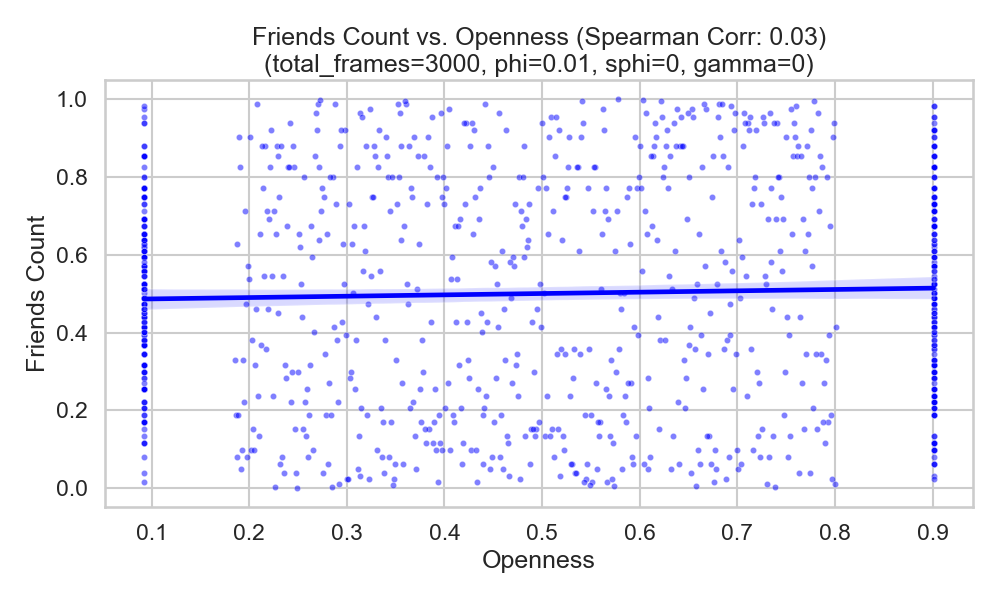 Friends Count vs. Openness (Spearman Corr: 0.03)
(total_frames=3000, phi=0.01, sphi=0, gamma=0)
1.0
0.8
0.6
0.4
0.2
0.0
Friends Count
0.1 0.2 0.3 0.4 0.5 0.6 0.7 0.8 0.9
Openness